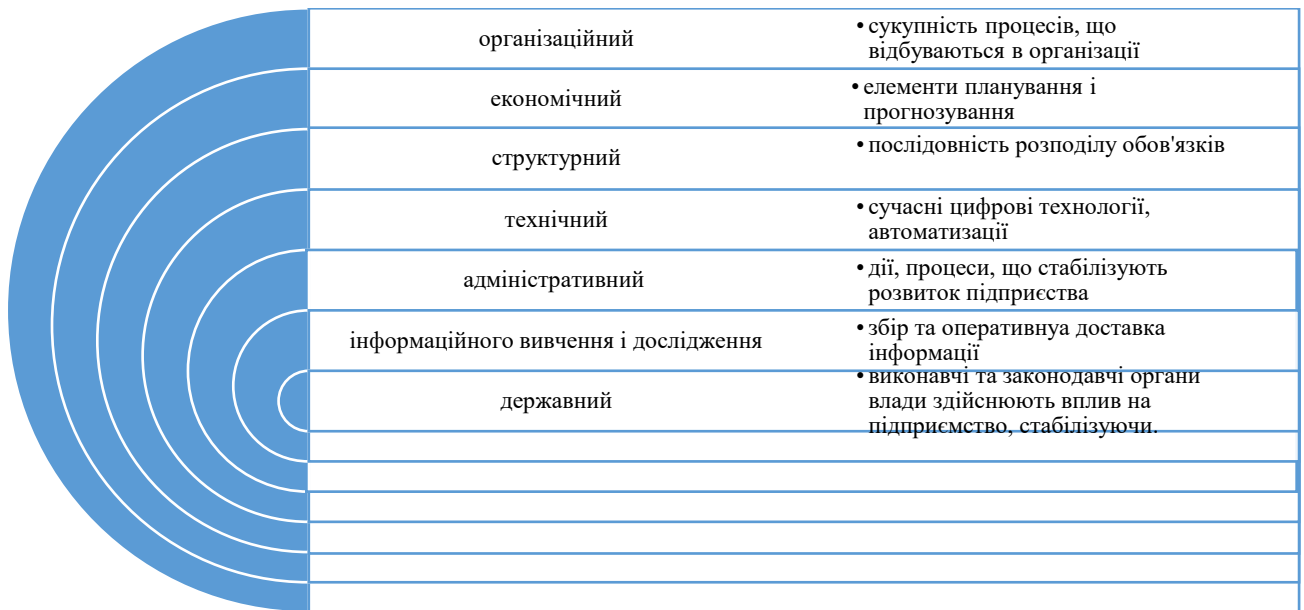 організаційний
• сукупність процесів, що
відбуваються в організації
економічний
• елементи планування і
прогнозування
структурний
• послідовність розподілу обов'язків
технічний
• сучасні цифрові технології,
автоматизації
адміністративний
• дії, процеси, що стабілізують
розвиток підприєства
інформаційного вивчення і дослідження
• збір та оперативнуа доставка
інформації
державний
• виконавчі та законодавчі органи
влади здійснюють вплив на
підприємство, стабілізуючи.